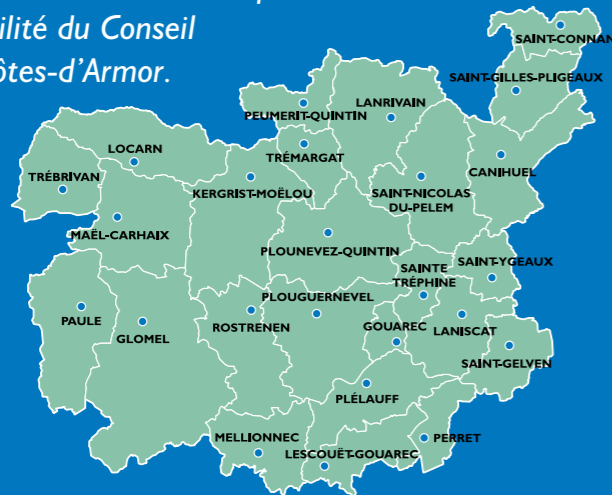 ilité du Conseil
ôtes-d'Armor.
SAINT-CONNAN
SAINT-GILLES-PLIGEAUX
LANRIVAIN
PEUMERIT-QUINTIN
LOCARN
TRÉMARGAT
CANIHUEL
TRÉBRIVAN
KERGRIST-MOËLOU
SAINT-NICOLAS
DU-PELEM
MAËL-CARHAIX
PLOUNEVEZ-QUINTIN
SAINT-YGEAUX
SAINTE
TRÉPHINE
PLOUGUERNEVEL
PAULE
GLOMEL
ROSTRENEN
GOUAREC
LANISCAT
SAINT-GELVEN
PLÉLAUFF
MELLIONNEC
PERRET
LESCOUËT-GOUAREC